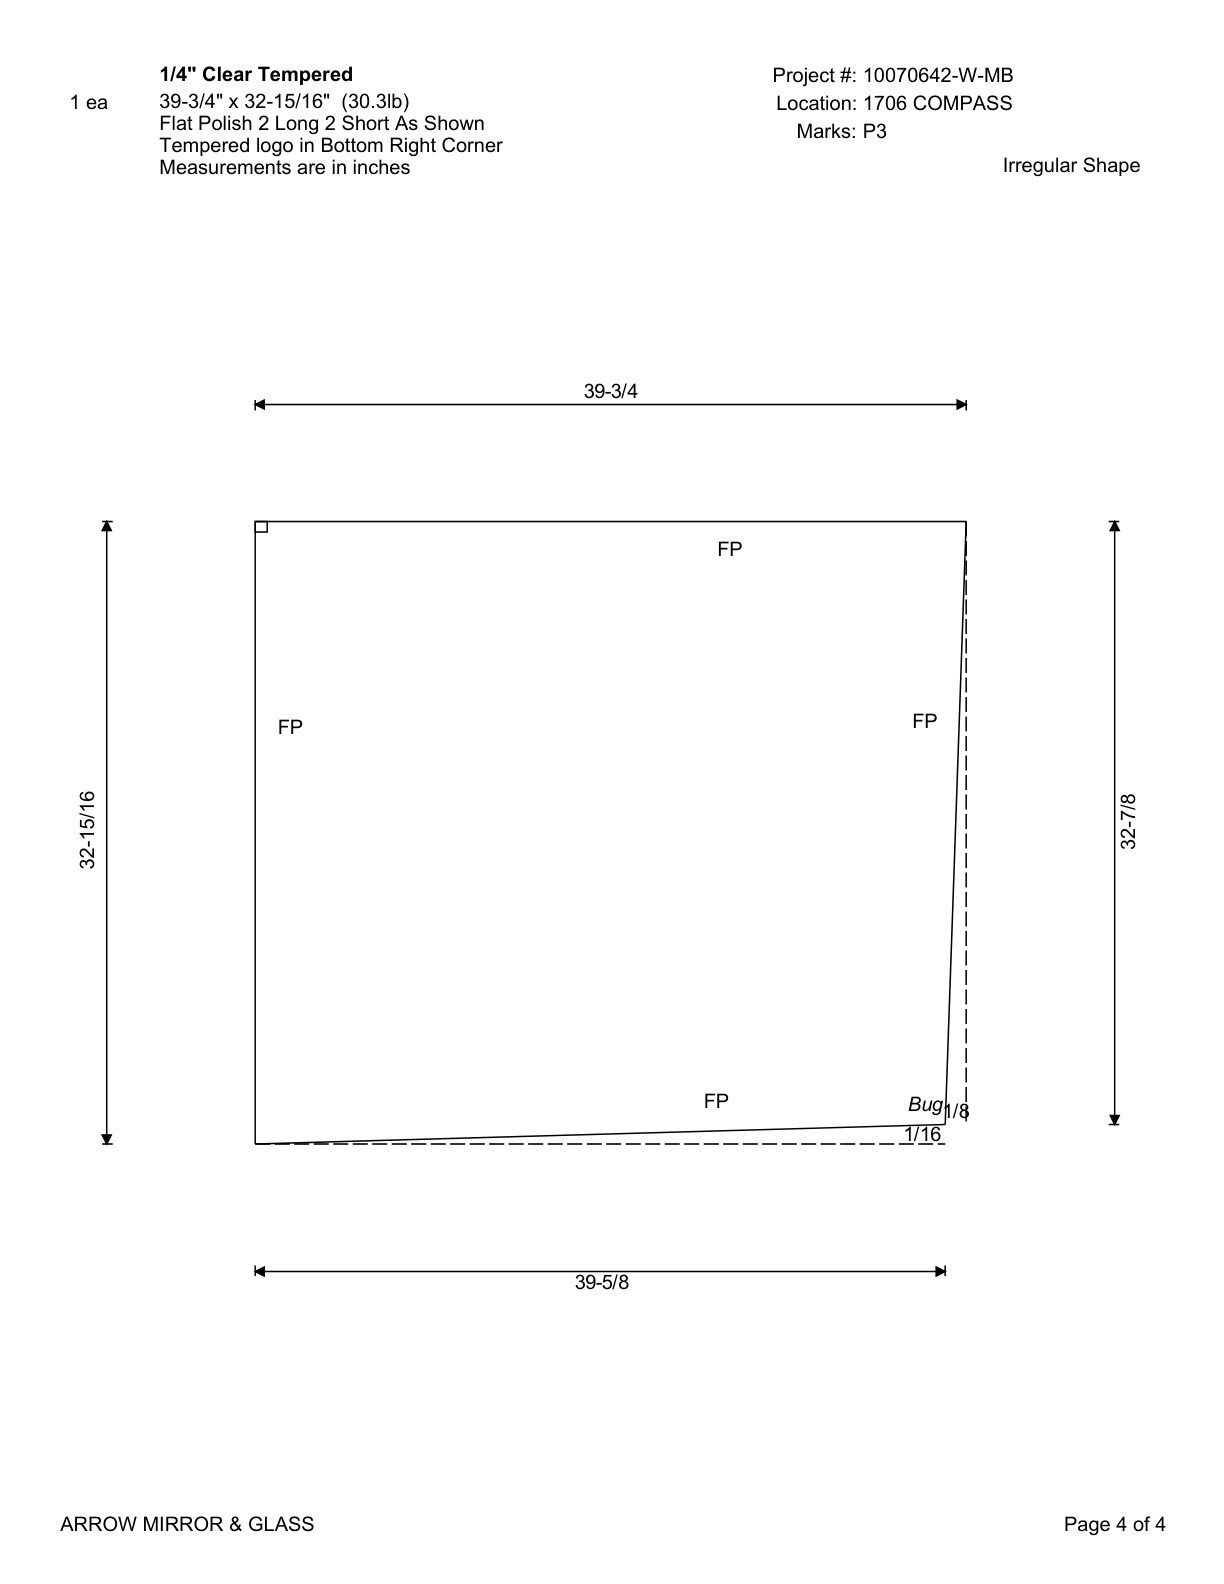 1/4" Clear Tempered
1 ea
39-3/4" x 32-15/16" (30.3lb)
Flat Polish 2 Long 2 Short As Shown
Tempered logo in Bottom Right Corner
Measurements are in inches
Project #: 10070642-W-MB
Location: 1706 COMPASS
Marks: P3
Irregular Shape
39-3/4
FP
FP
FP
32-15/16
32-7/8
FP
Bug
1/8
1/16
39-5/8
ARROW MIRROR & GLASS
Page 4 of 4